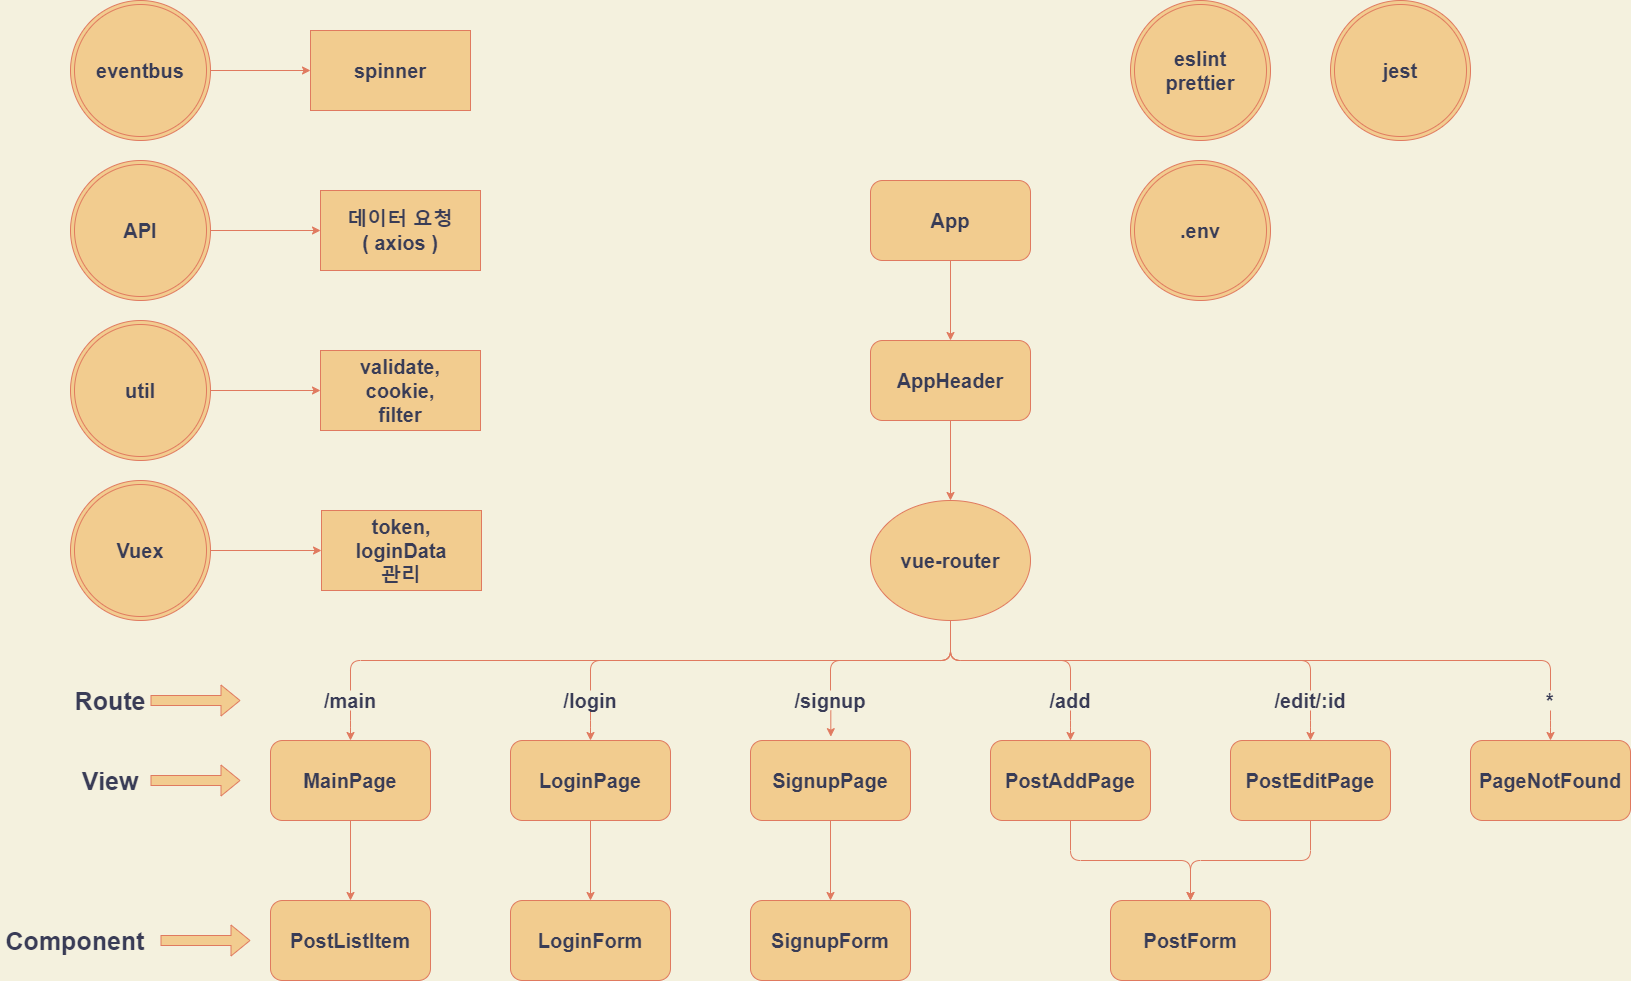 eventbus
spinner
eslint
prettier
jest
API
데이터 요청
( axios )
App
.env
util
validate,
cookie,
filter
AppHeader
Vuex
token,
loginData
관리
vue-router
Route
/main
/login
/signup
/add
/edit/:id
*
View
MainPage
LoginPage
SignupPage
PostAddPage
PostEditPage
PageNotFound
Component
PostListItem
LoginForm
SignupForm
PostForm